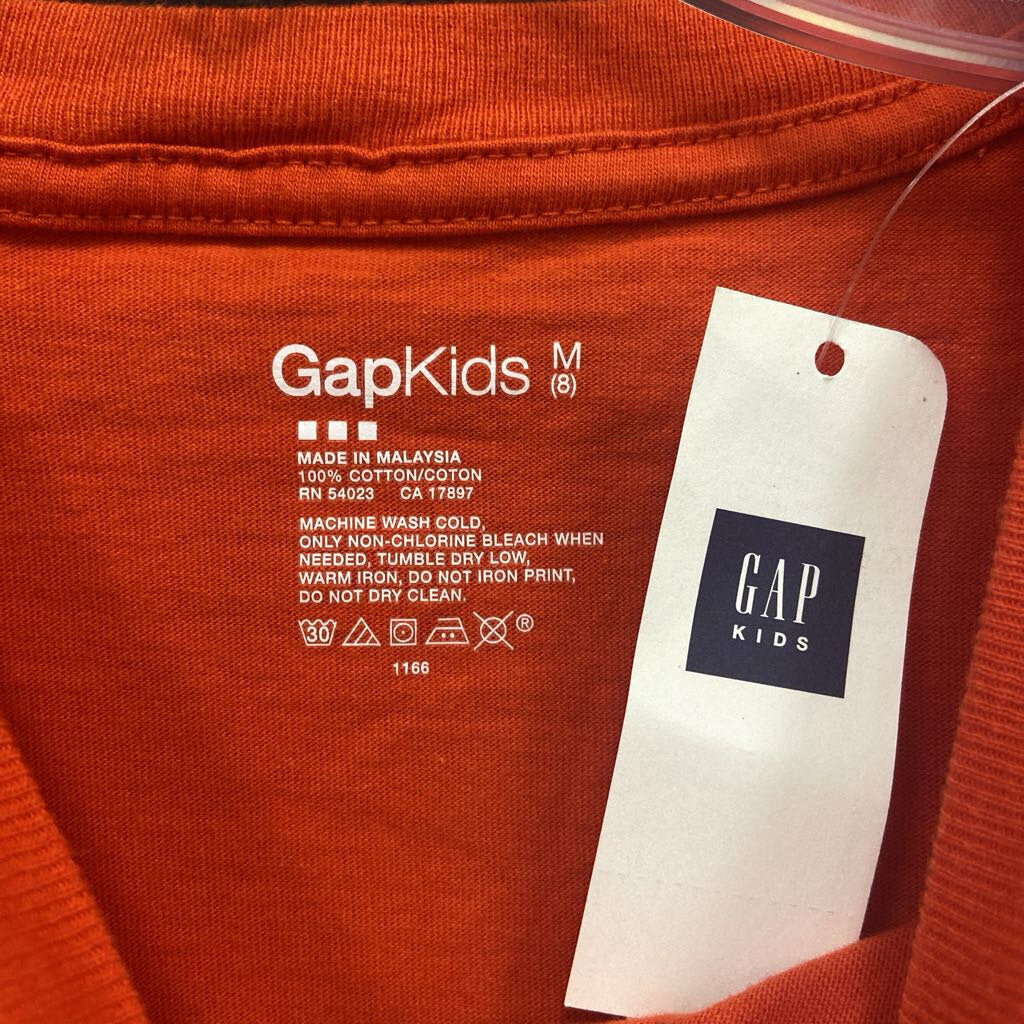 GapKids M
(8)
MADE IN MALAYSIA
100% COTTON/COTON
RN 54023 CA 17897
MACHINE WASH COLD,
ONLY NON-CHLORINE BLEACH WHEN
NEEDED, TUMBLE DRY LOW,
WARM IRON, DO NOT IRON PRINT,
DO NOT DRY CLEAN.
30 ®
1166
GAP
KIDS